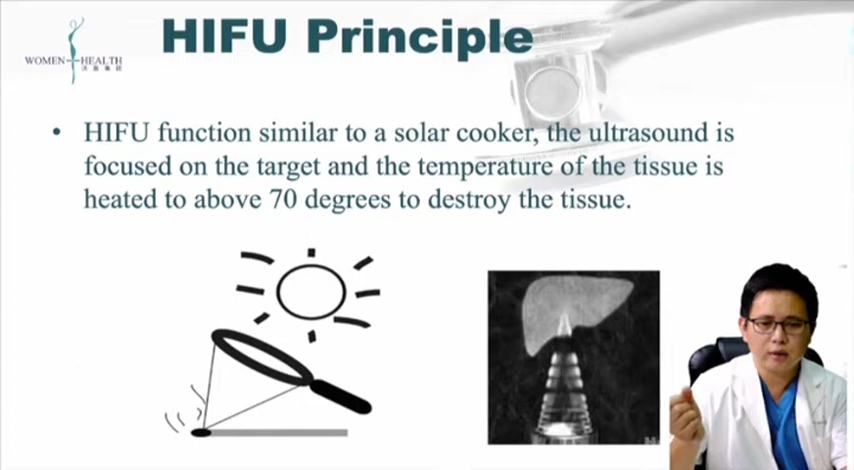 HIFU Principle
WOMEN HEALTH
• HIFU function similar to a solar cooker, the ultrasound is
focused on the target and the temperature of the tissue is
heated to above 70 degrees to destroy the tissue.